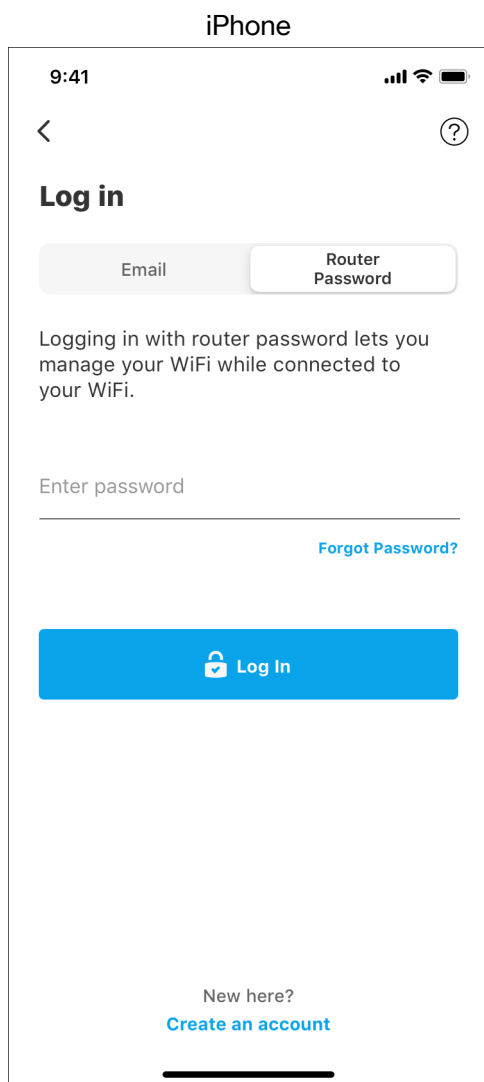 iPhone
9:41
?
Log in
Email
Router
Password
Logging in with router password lets you
manage your WiFi while connected to
your WiFi.
Enter password
Forgot Password?
Log In
New here?
Create an account